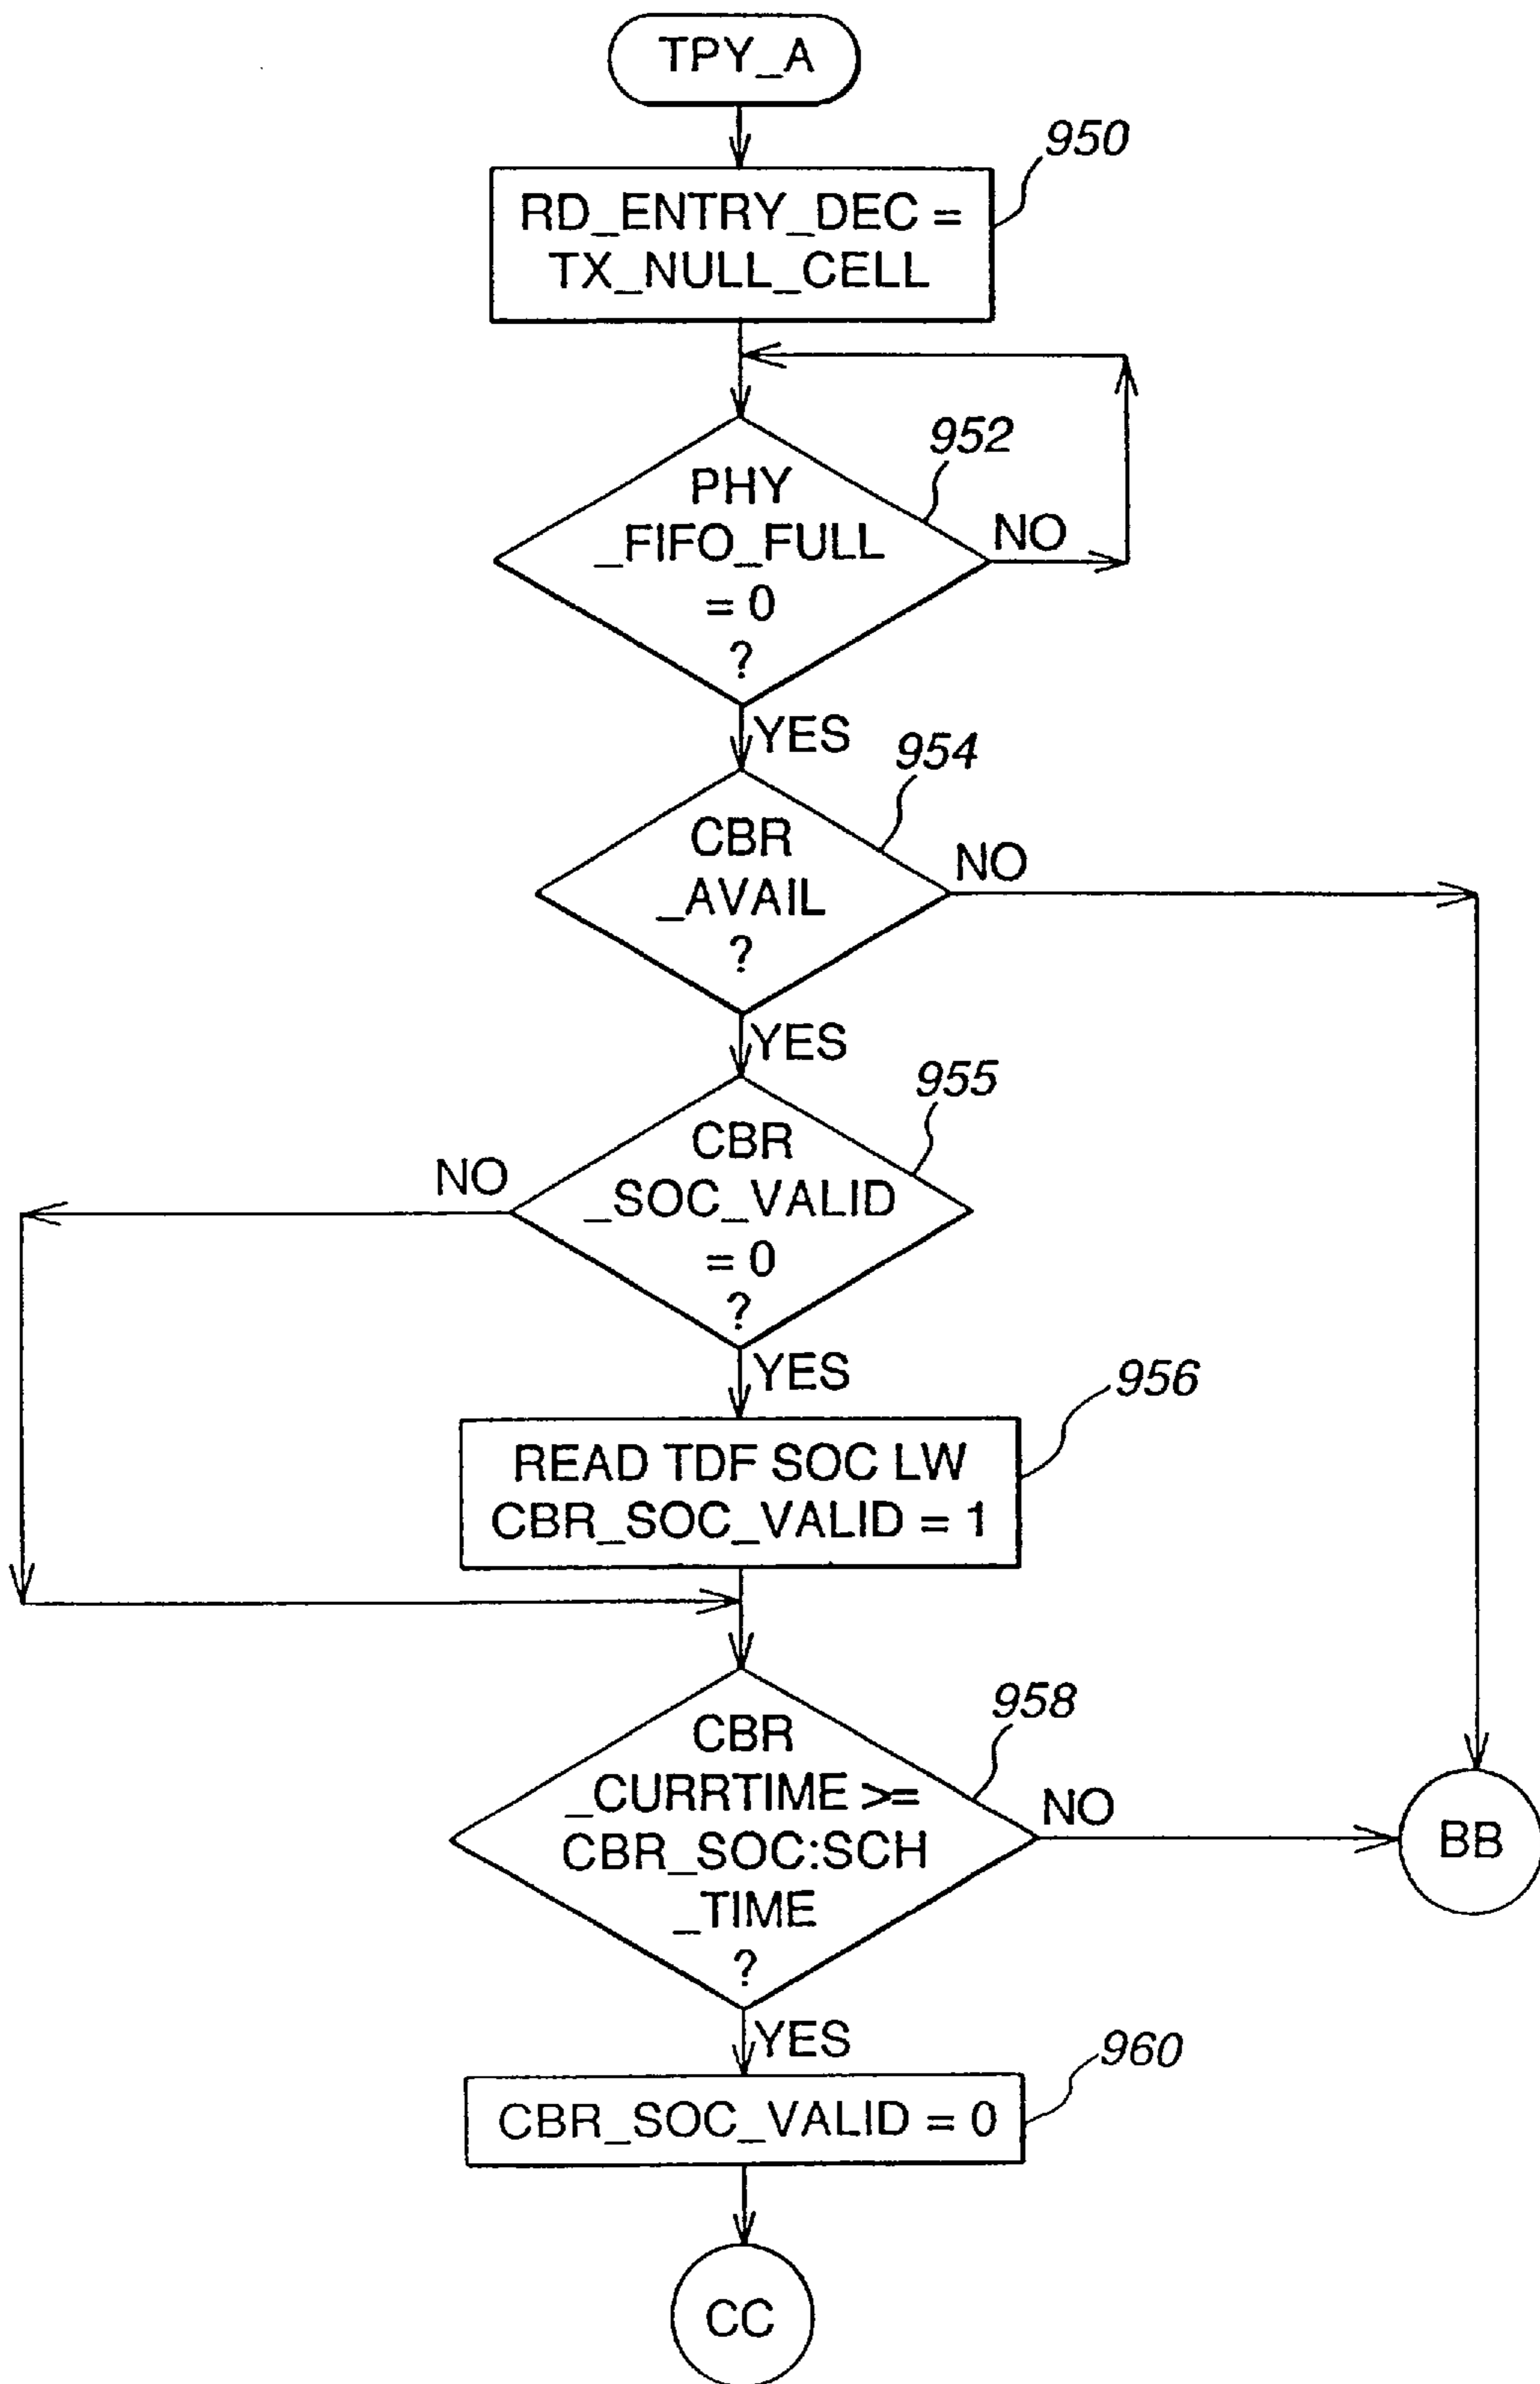 TPY_A
950
RD_ENTRY_DEC =
TX_NULL_CELL
952
PHY
_FIFO_FULL
= 0
?
NO
YES
954
CBR
_AVAIL
?
NO
YES
955
CBR
_SOC_VALID
= 0
?
NO
YES
956
READ TDF SOC LW
CBR_SOC_VALID = 1
958
CBR
_CURRTIME >=
CBR_SOC:SCH
_TIME
?
NO
BB
YES
960
CBR_SOC_VALID = 0
CC